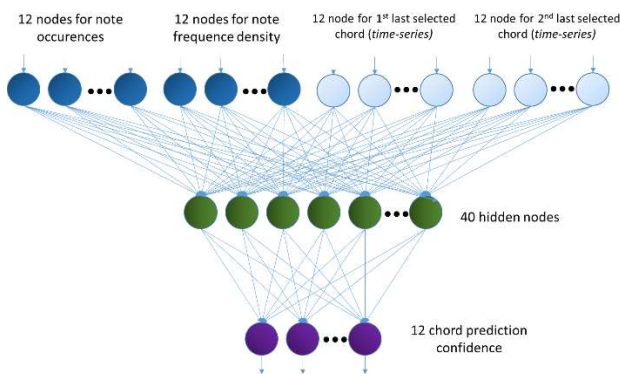 12 nodes for note
occurences
12 nodes for note
frequence density
12 node for 1st last selected
chord (time-series)
12 node for 2nd last selected
chord (time-series)
40 hidden nodes
12 chord prediction
confidence